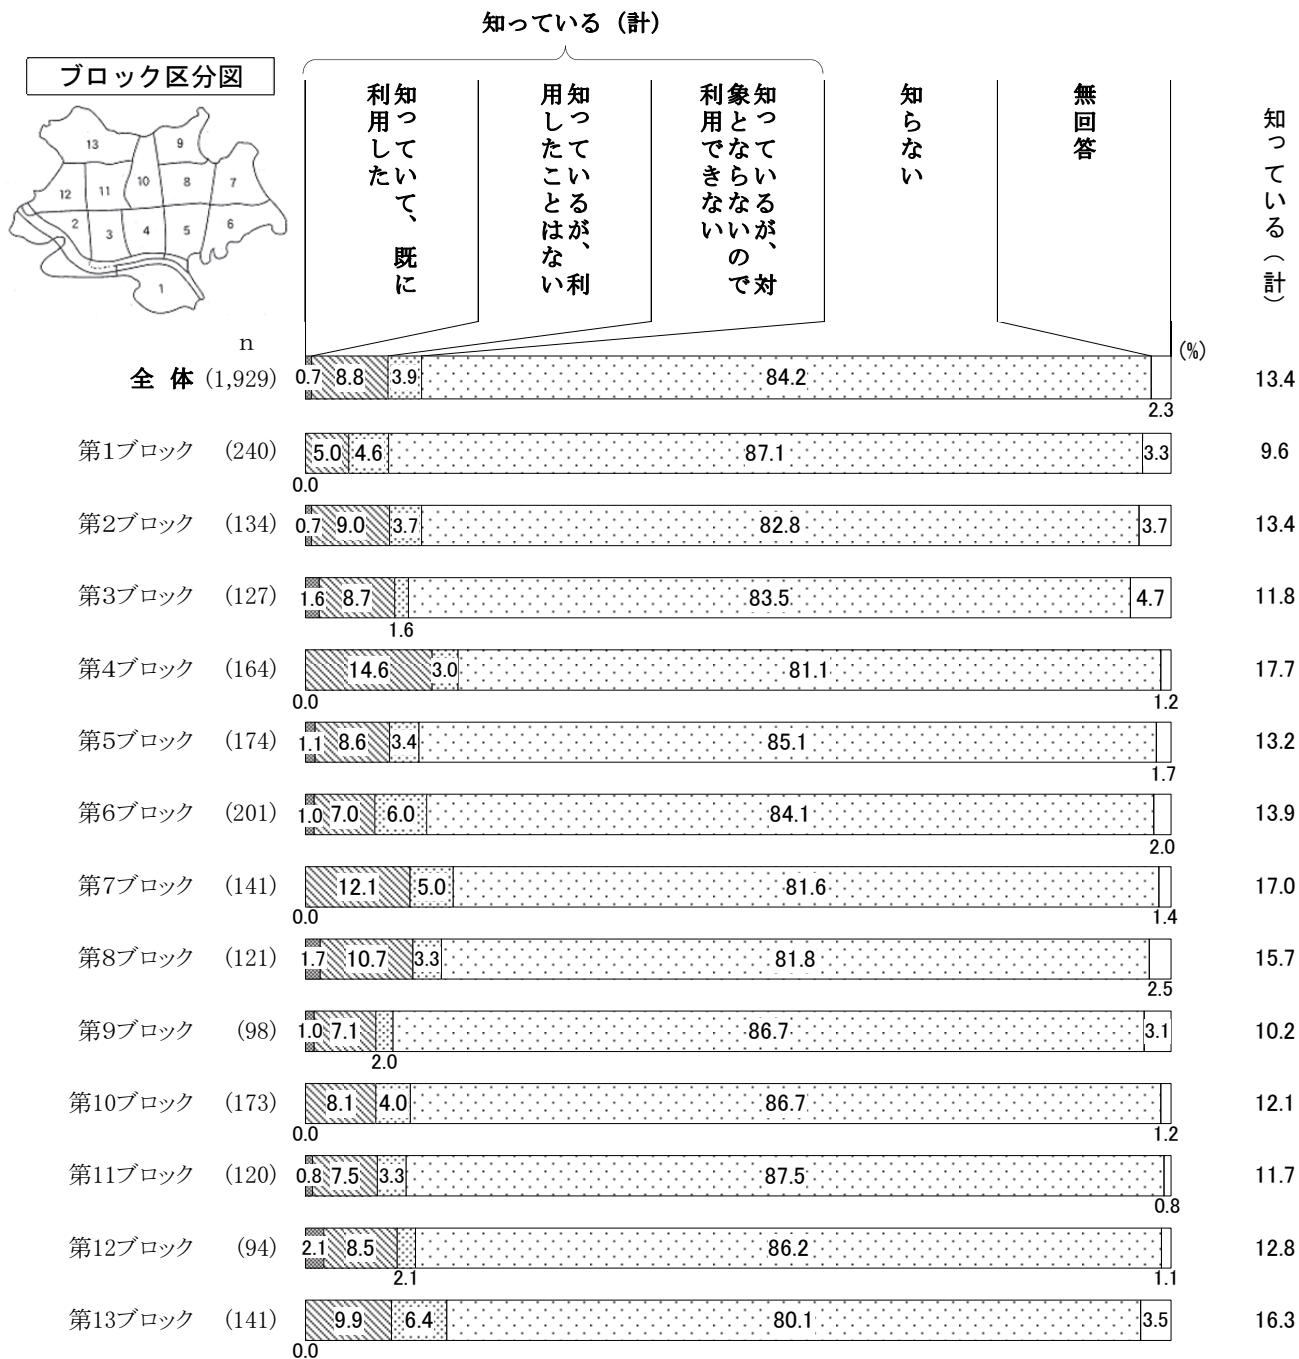 知っている（計）
ブロック区分図
13
9
12
11
10
8
7
2
3
4
5
6
1
知っていて、既に
利用した
知っているが、利
用したことはない
知っているが、対
象とならないので
利用できない
知らない
無回答
知っている（計）
n
(%)
全 体 (1,929) 0.7 8.8 3.9 84.2 2.3 13.4
第1ブロック (240) 0.0 5.0 4.6 87.1 3.3 9.6
第2ブロック (134) 0.7 9.0 3.7 82.8 3.7 13.4
第3ブロック (127) 1.6 8.7 1.6 83.5 4.7 11.8
第4ブロック (164) 0.0 14.6 3.0 81.1 1.2 17.7
第5ブロック (174) 1.1 8.6 3.4 85.1 1.7 13.2
第6ブロック (201) 1.0 7.0 6.0 84.1 2.0 13.9
第7ブロック (141) 0.0 12.1 5.0 81.6 1.4 17.0
第8ブロック (121) 1.7 10.7 3.3 81.8 2.5 15.7
第9ブロック (98) 1.0 7.1 2.0 86.7 3.1 10.2
第10ブロック (173) 0.0 8.1 4.0 86.7 1.2 12.1
第11ブロック (120) 0.8 7.5 3.3 87.5 0.8 11.7
第12ブロック (94) 2.1 8.5 2.1 86.2 1.1 12.8
第13ブロック (141) 0.0 9.9 6.4 80.1 3.5 16.3